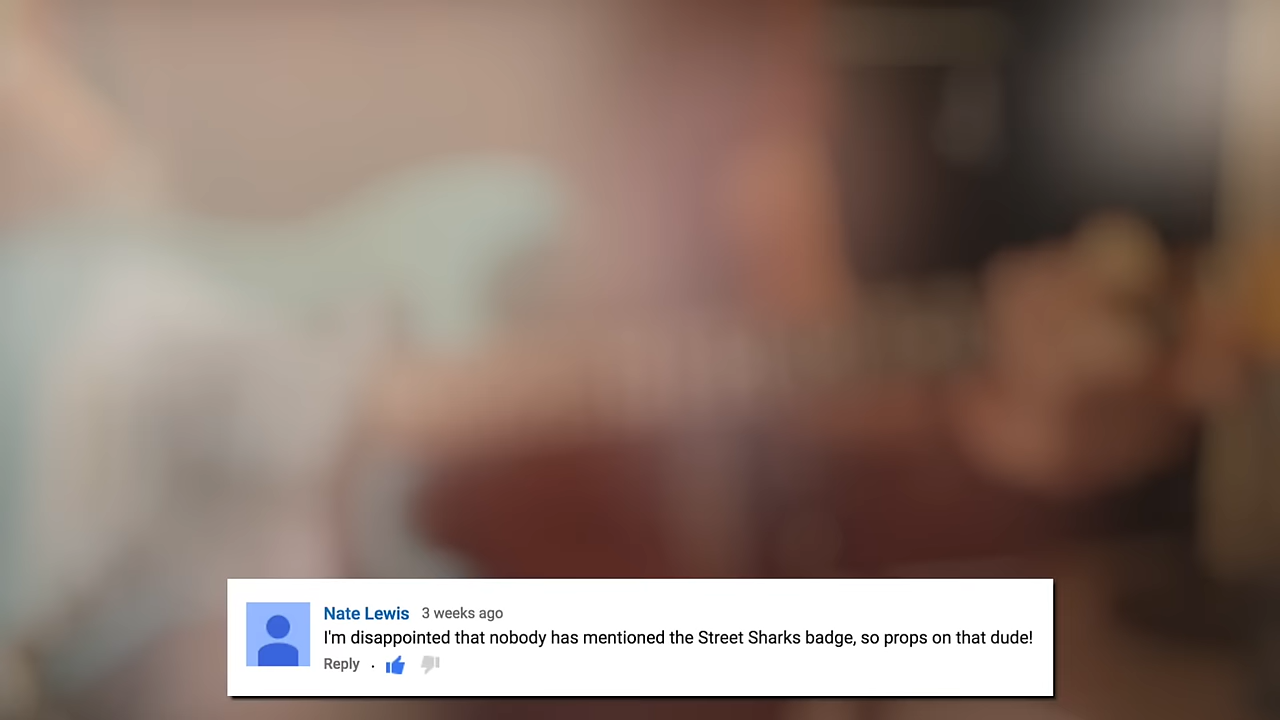 Nate Lewis 3 weeks ago
I'm disappointed that nobody has mentioned the Street Sharks badge, so props on that dude!
Reply .